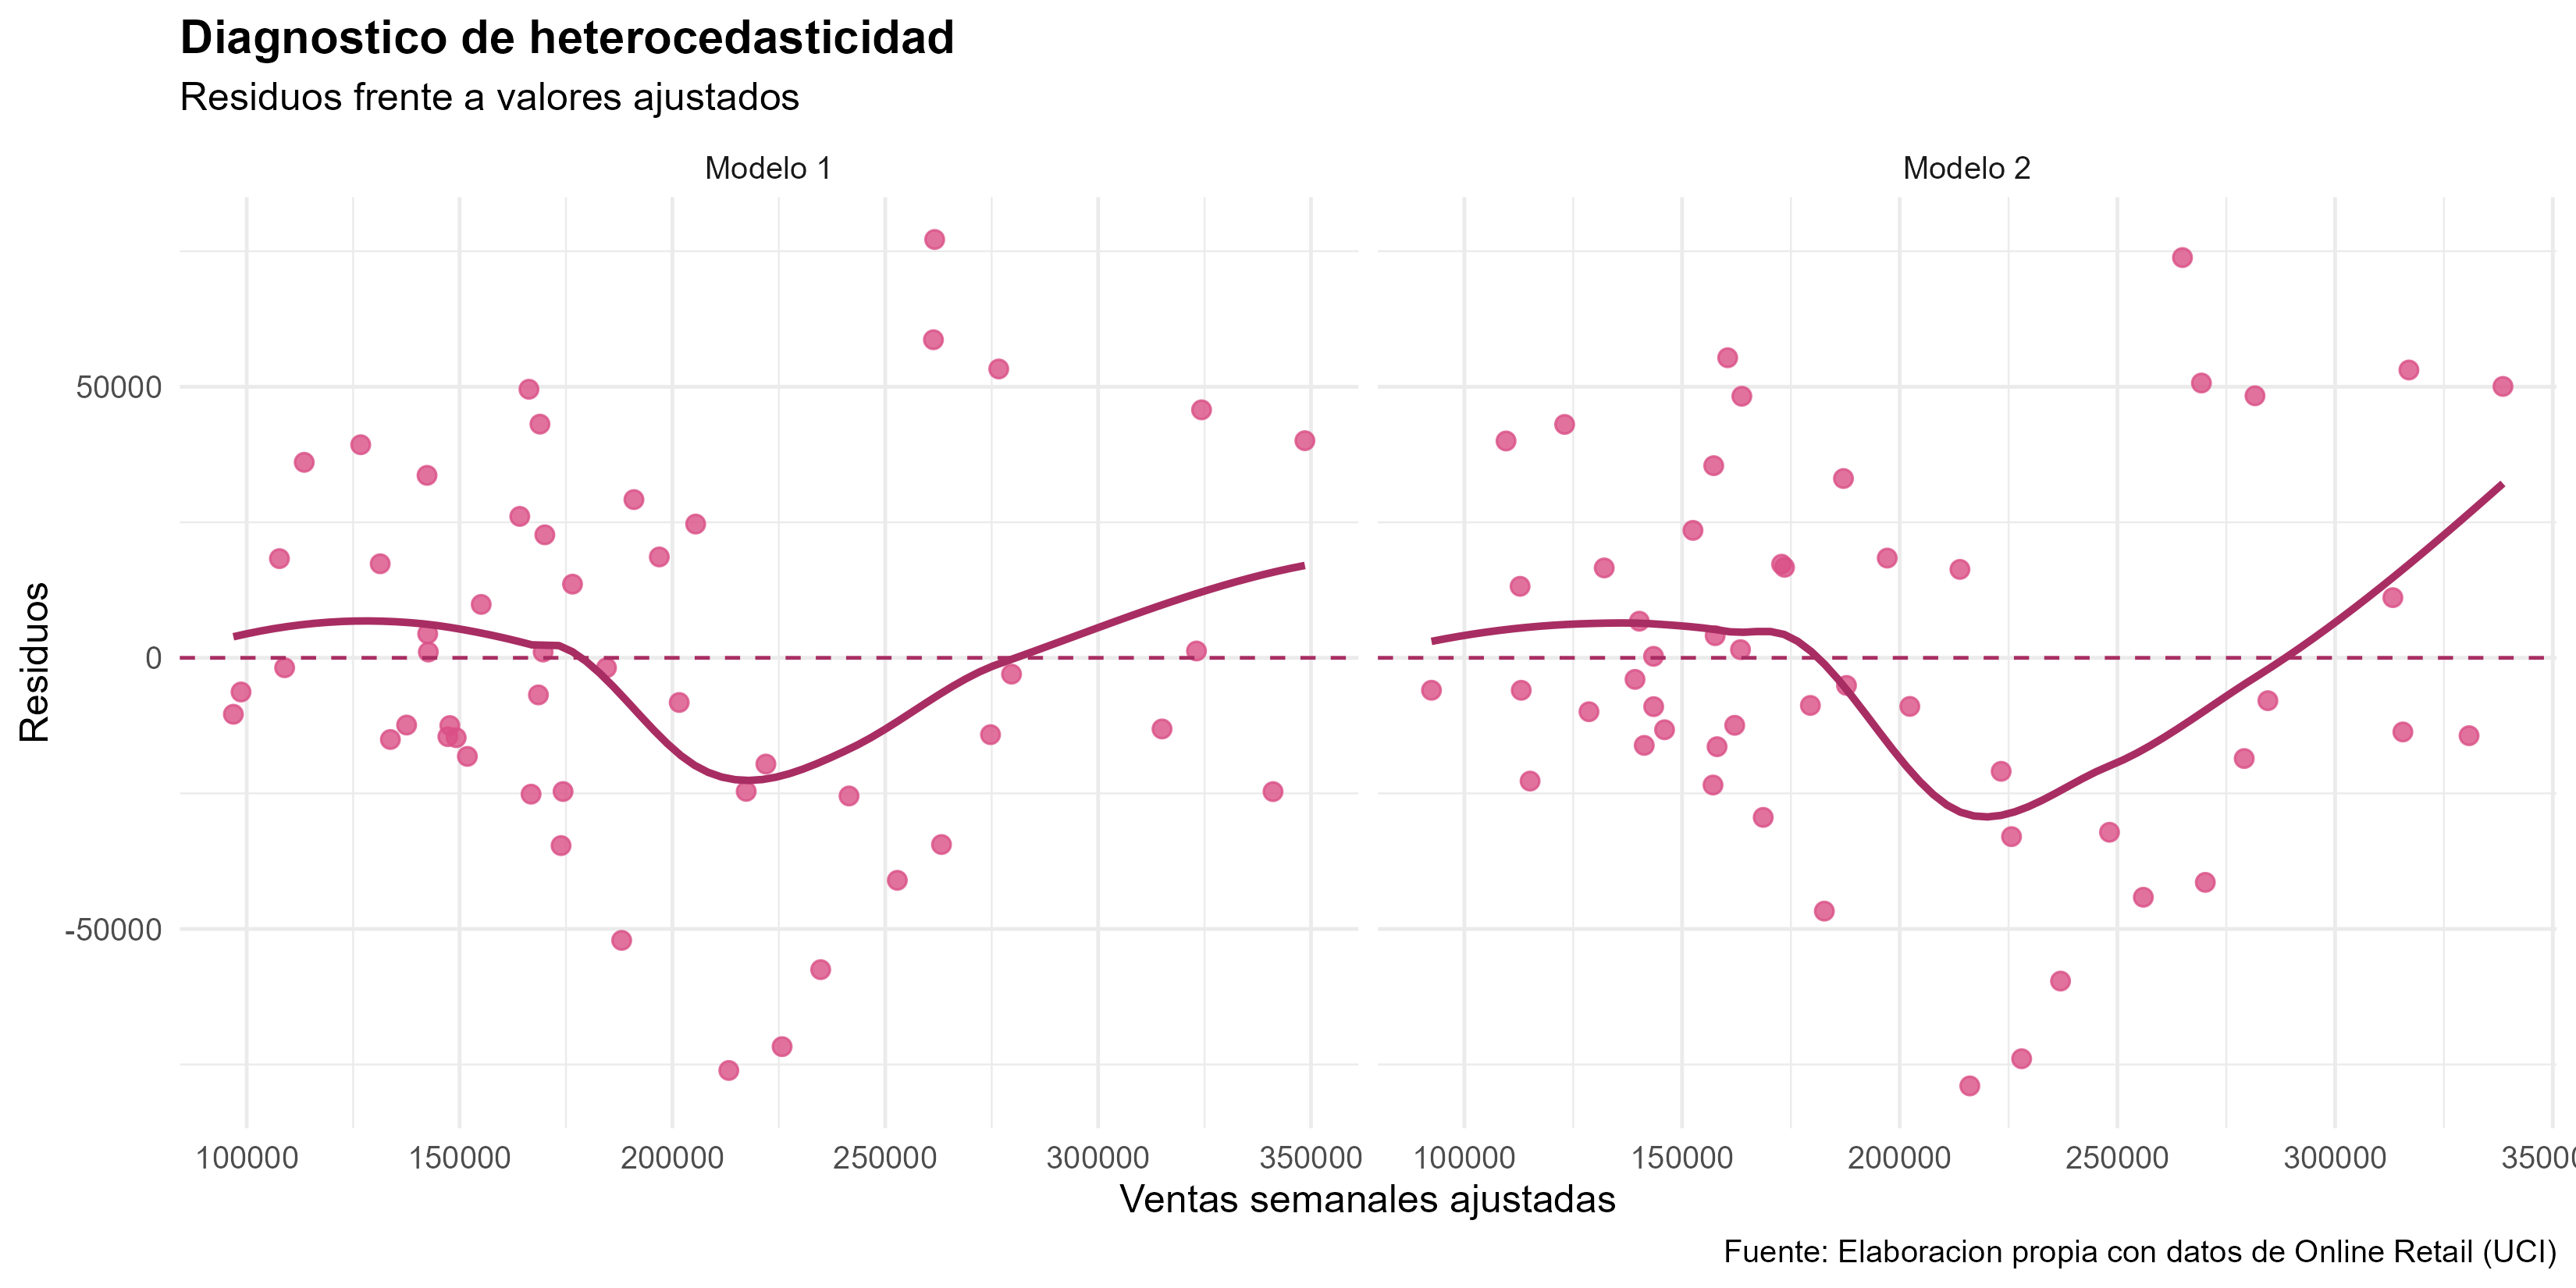 Diagnostico de heterocedasticidad
Residuos frente a valores ajustados
Modelo 1
Modelo 2
Residuos
50000
0
-50000
100000
150000
200000
250000
300000
350000
100000
150000
200000
250000
300000
35000
Ventas semanales ajustadas
Fuente: Elaboracion propia con datos de Online Retail (UCI)